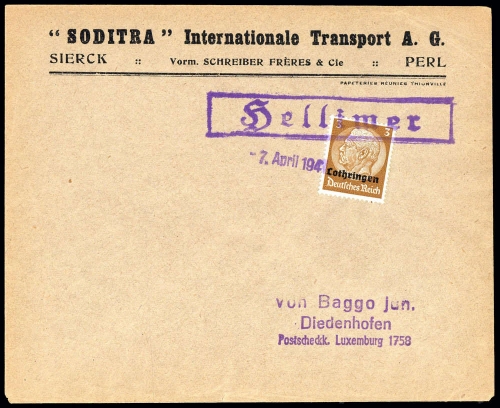 “ SODITRA ” Internationale Transport A. G.
SIERCK :: Vorm. SCHREIBER FRÈRES & Cie :: PERL
PAPETERIES REUNIES THIONVILLE
Hellimer
- 7. April 194
3 3
Lothringen
Deutsches Reich
von Baggo jun.
Diedenhofen
Postscheckk. Luxemburg 1758